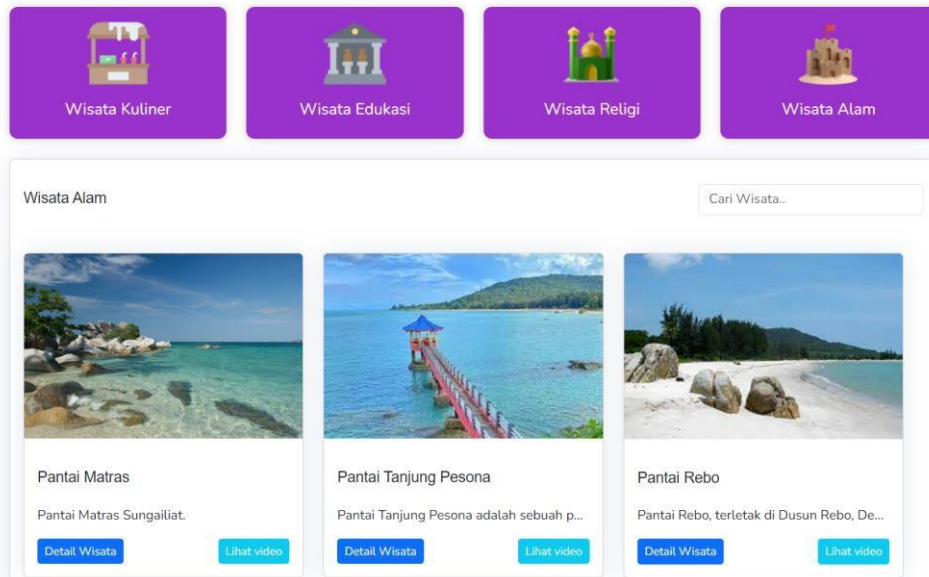 Wisata Kuliner
Wisata Edukasi
Wisata Religi
Wisata Alam
Wisata Alam
Cari Wisata..
Pantai Matras
Pantai Tanjung Pesona
Pantai Rebo
Pantai Matras Sungailiat.
Pantai Tanjung Pesona adalah sebuah p...
Pantai Rebo, terletak di Dusun Rebo, De...
Detail Wisata
Lihat video
Detail Wisata
Lihat video
Detail Wisata
Lihat video